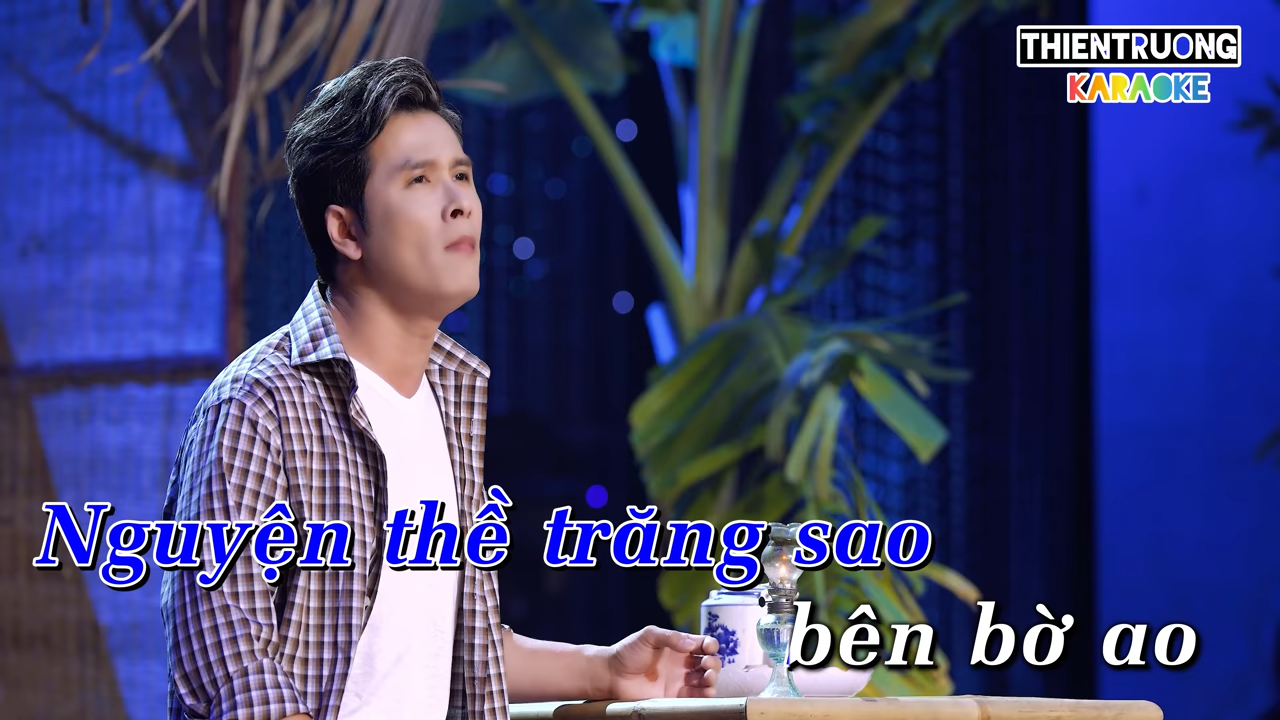 THIENTRUONG
KARAOKE
Nguyện thề trăng sao
bên bờ ao